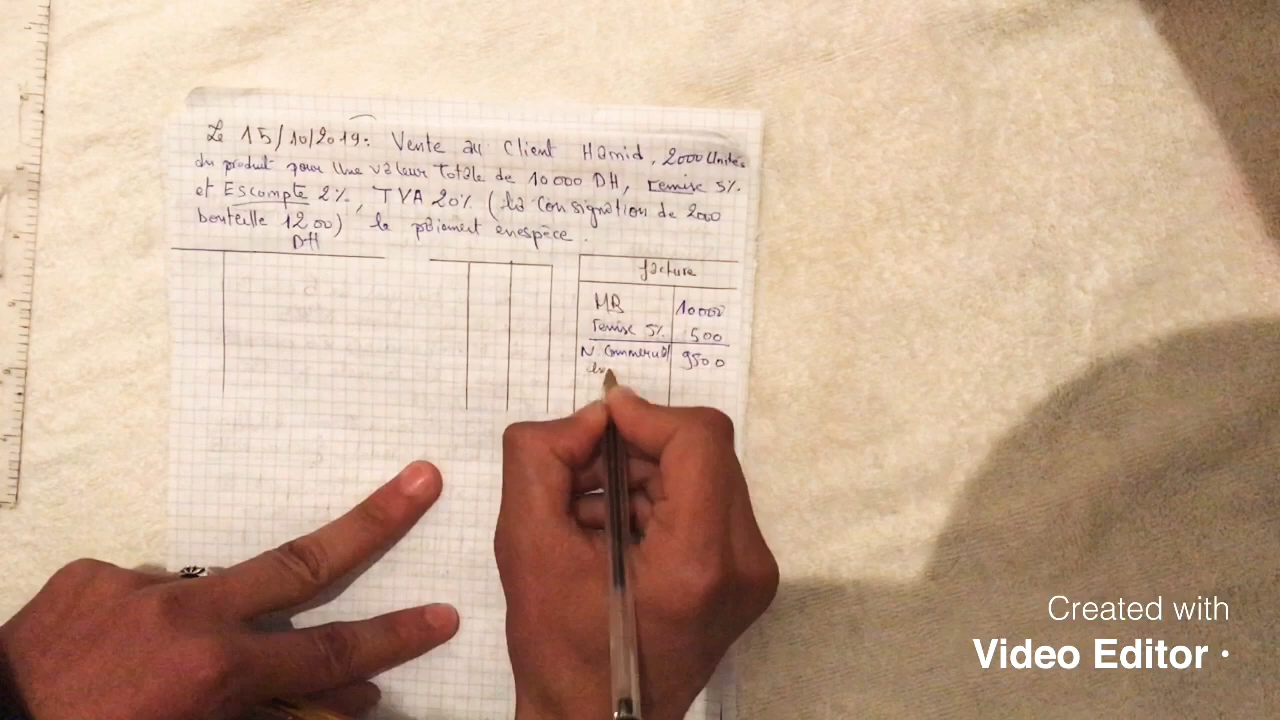 Le 15/10/2019: Vente au Client Hamid, 2000 Unités
du produit pour Une valeur Totale de 10000 DH, remise 5%.
et Escompte 2%, TVA 20% (la Consignation de 2000
bouteille 1200) le paiement enespèce.
DH
facture
MB 10000
remise 5% 500
N. Commercial 9500
Created with
Video Editor